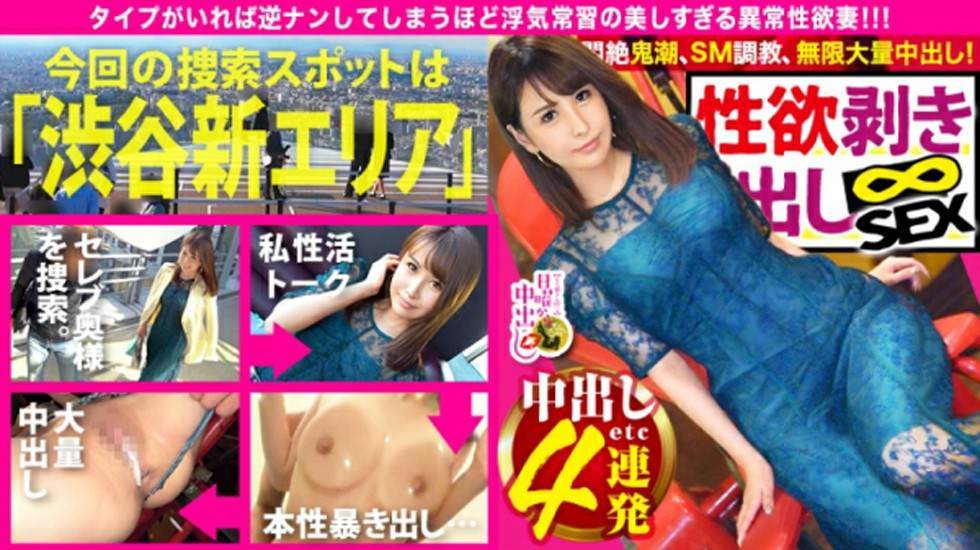 タイプがいれば逆ナンしてしまうほど浮気常習の美しすぎる異常性欲妻!!!
今回の捜索スポットは
「渋谷新エリア」
セレブ奥様
を捜索。
私性活
トーク
大量
中出し
本性暴き出し…
悶絶鬼潮、SM調教、無限大量中出し!
性欲剥き
出し∞
SEX
中出し
etc
4連発